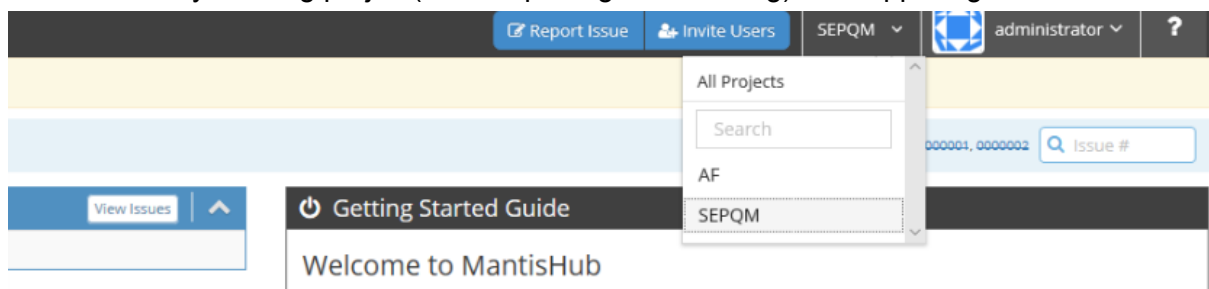 Report Issue Invite Users SEPQM administrator ?
All Projects
Search
000001, 0000002 Issue #
AF
View Issues Getting Started Guide SEPQM
Welcome to MantisHub